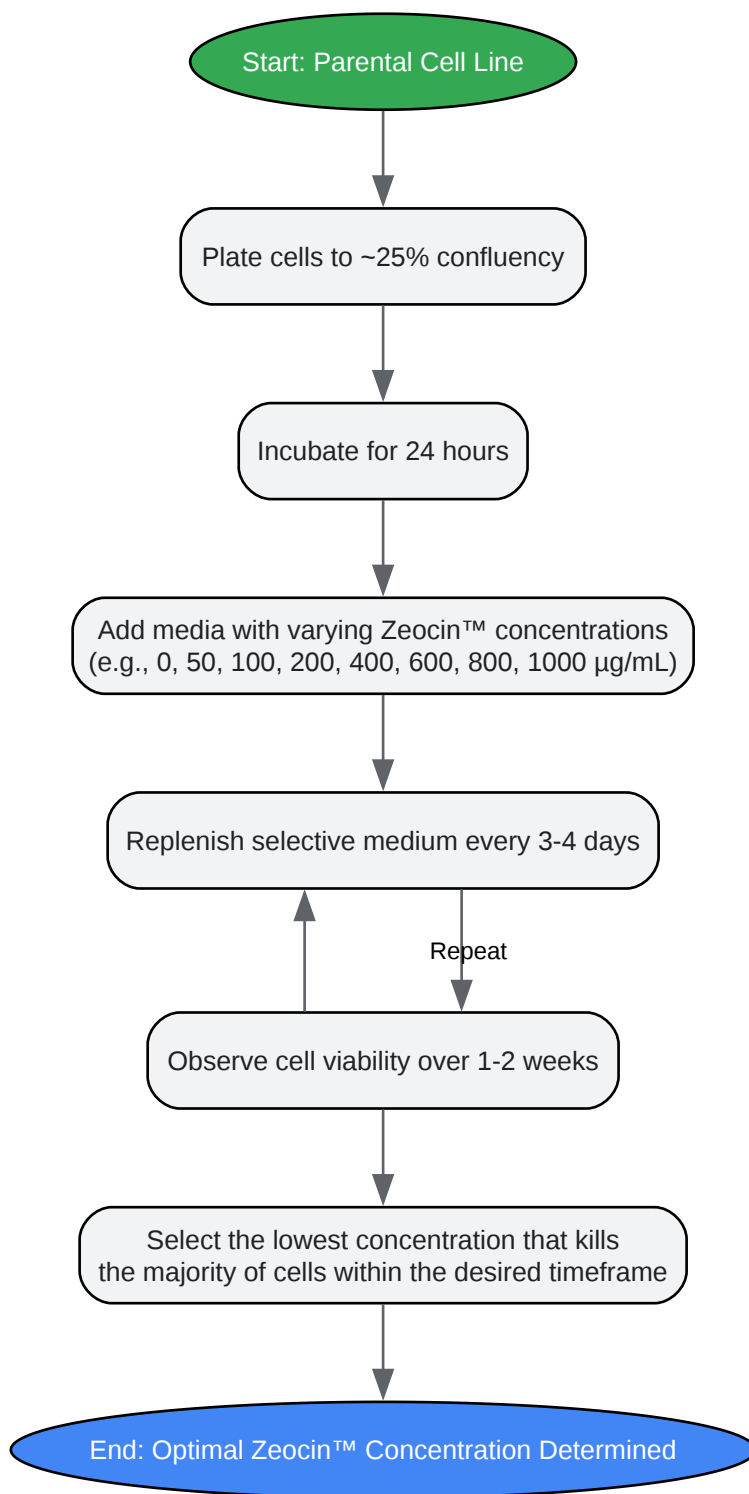 Start: Parental Cell Line
Plate cells to ~25% confluency
Incubate for 24 hours
Add media with varying Zeocin™ concentrations
(e.g., 0, 50, 100, 200, 400, 600, 800, 1000 µg/mL)
Replenish selective medium every 3-4 days
Repeat
Observe cell viability over 1-2 weeks
Select the lowest concentration that kills
the majority of cells within the desired timeframe
End: Optimal Zeocin™ Concentration Determined